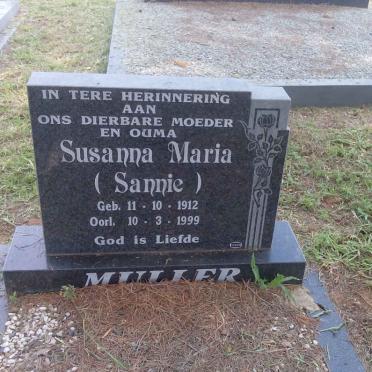 IN TERE HERINNERING
AAN
ONS DIERBARE MOEDER
EN OUMA
Susanna Maria
( Sannie )
Geb. 11 - 10 - 1912
Oorl. 10 - 3 - 1999
God is Liefde
MULLER